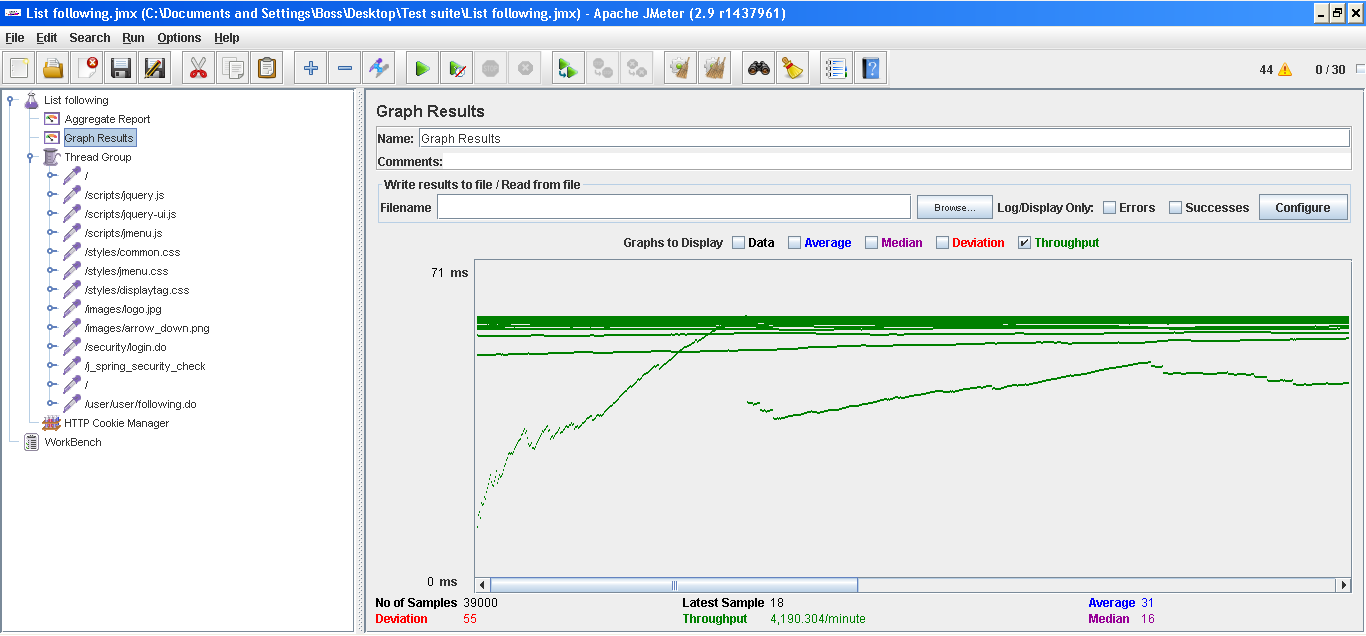 List following.jmx (C:\Documents and Settings\Boss\Desktop\Test suite\List following.jmx) - Apache JMeter (2.9 r1437961)
File Edit Search Run Options Help
44 0 / 30
List following
Aggregate Report
Graph Results
Thread Group
/
/scripts/jquery.js
/scripts/jquery-ui.js
/scripts/jmenu.js
/styles/common.css
/styles/jmenu.css
/styles/displaytag.css
/images/logo.jpg
/images/arrow_down.png
/security/login.do
/j_spring_security_check
/
/user/user/following.do
HTTP Cookie Manager
WorkBench
Graph Results
Name: Graph Results
Comments:
Write results to file / Read from file
Filename Browse... Log/Display Only: Errors Successes Configure
Graphs to Display Data Average Median Deviation Throughput
71 ms
0 ms
No of Samples 39000 Latest Sample 18 Average 31
Deviation 55 Throughput 4,190.304/minute Median 16